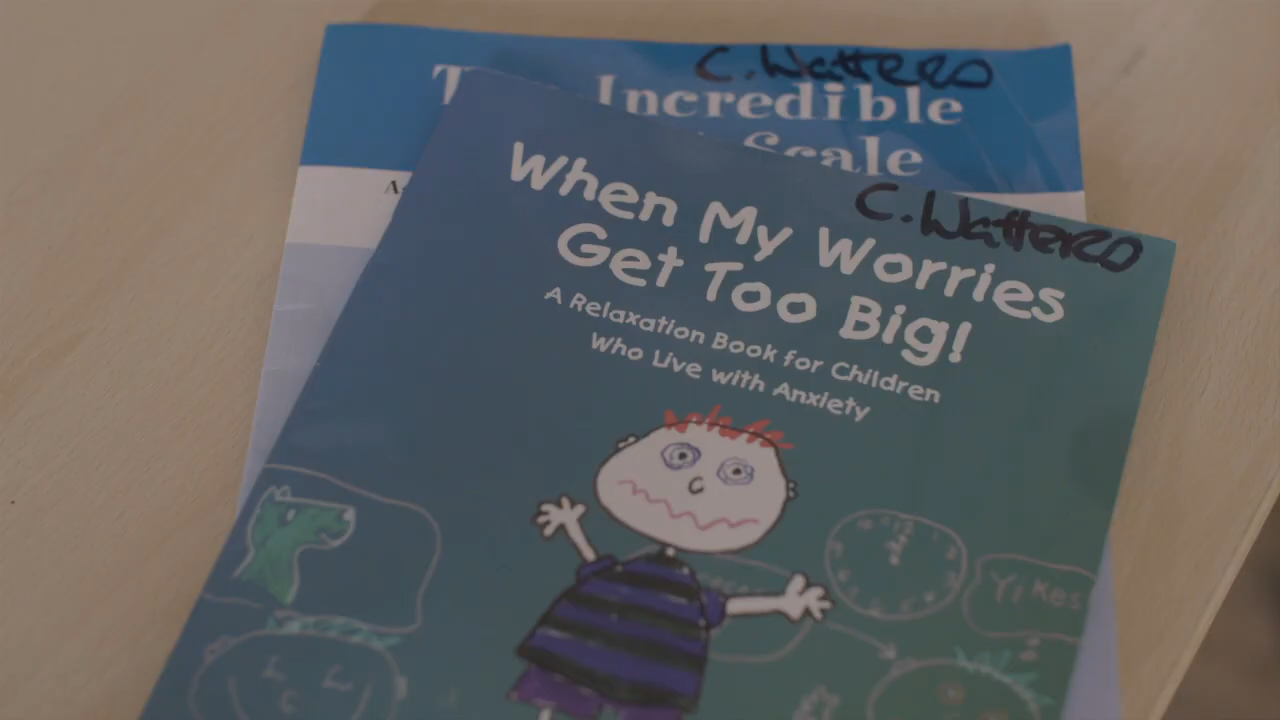 C. Watters
Incredible
Scale
C. Watters
When My Worries
Get Too Big!
A Relaxation Book for Children
Who Live with Anxiety
Yikes